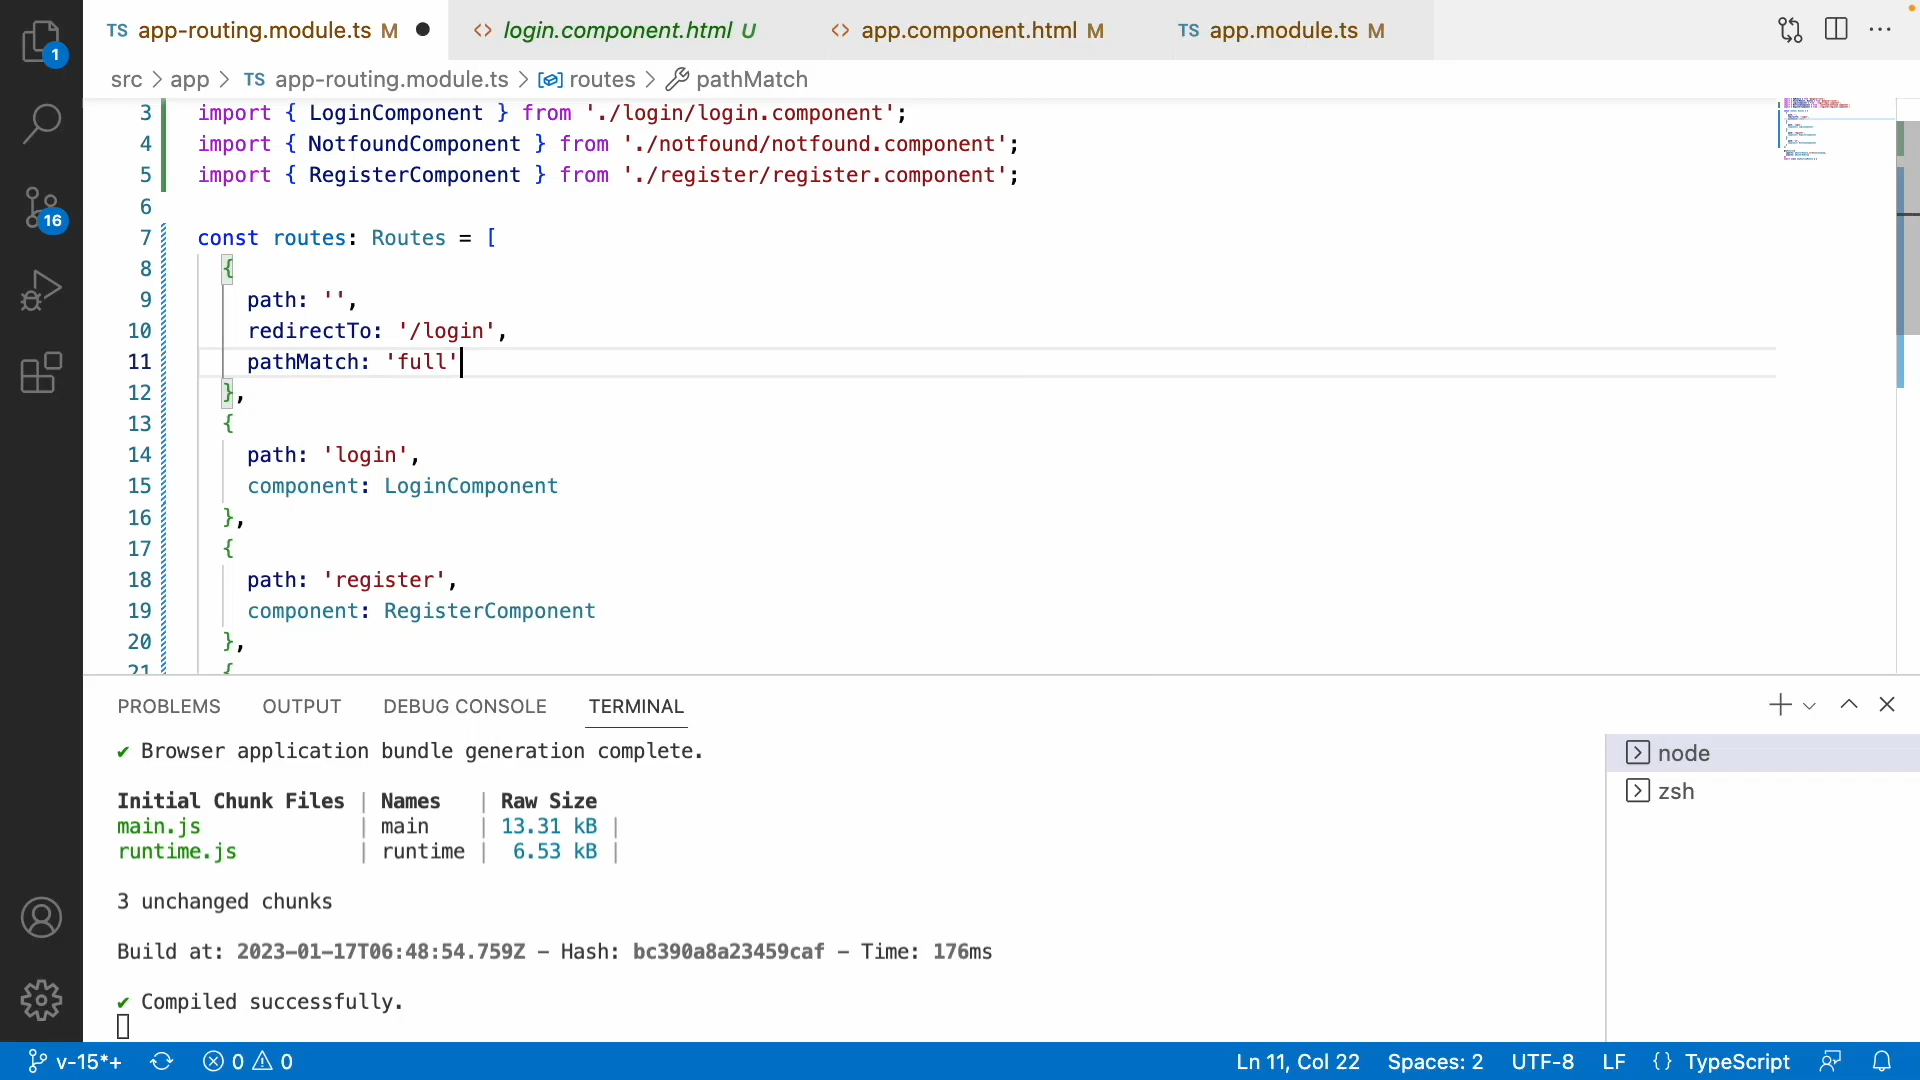 TS app-routing.module.ts M ● <> login.component.html U <> app.component.html M TS app.module.ts M
1
src > app > TS app-routing.module.ts > routes > pathMatch
3 import { LoginComponent } from './login/login.component';
4 import { NotfoundComponent } from './notfound/notfound.component';
5 import { RegisterComponent } from './register/register.component';
6
16
7 const routes: Routes = [
8 {
9 path: '',
10 redirectTo: '/login',
11 pathMatch: 'full'
12 },
13 {
14 path: 'login',
15 component: LoginComponent
16 },
17 {
18 path: 'register',
19 component: RegisterComponent
20 },
21 {
PROBLEMS OUTPUT DEBUG CONSOLE TERMINAL
✔ Browser application bundle generation complete.
node
zsh
Initial Chunk Files | Names | Raw Size
main.js | main | 13.31 kB |
runtime.js | runtime | 6.53 kB |
3 unchanged chunks
Build at: 2023-01-17T06:48:54.759Z - Hash: bc390a8a23459caf - Time: 176ms
✔ Compiled successfully.
v-15*+ 0 0 Ln 11, Col 22 Spaces: 2 UTF-8 LF {} TypeScript